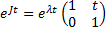 e^{Jt} = e^{λt} \begin{pmatrix} 1 & t \\ 0 & 1 \end{pmatrix}